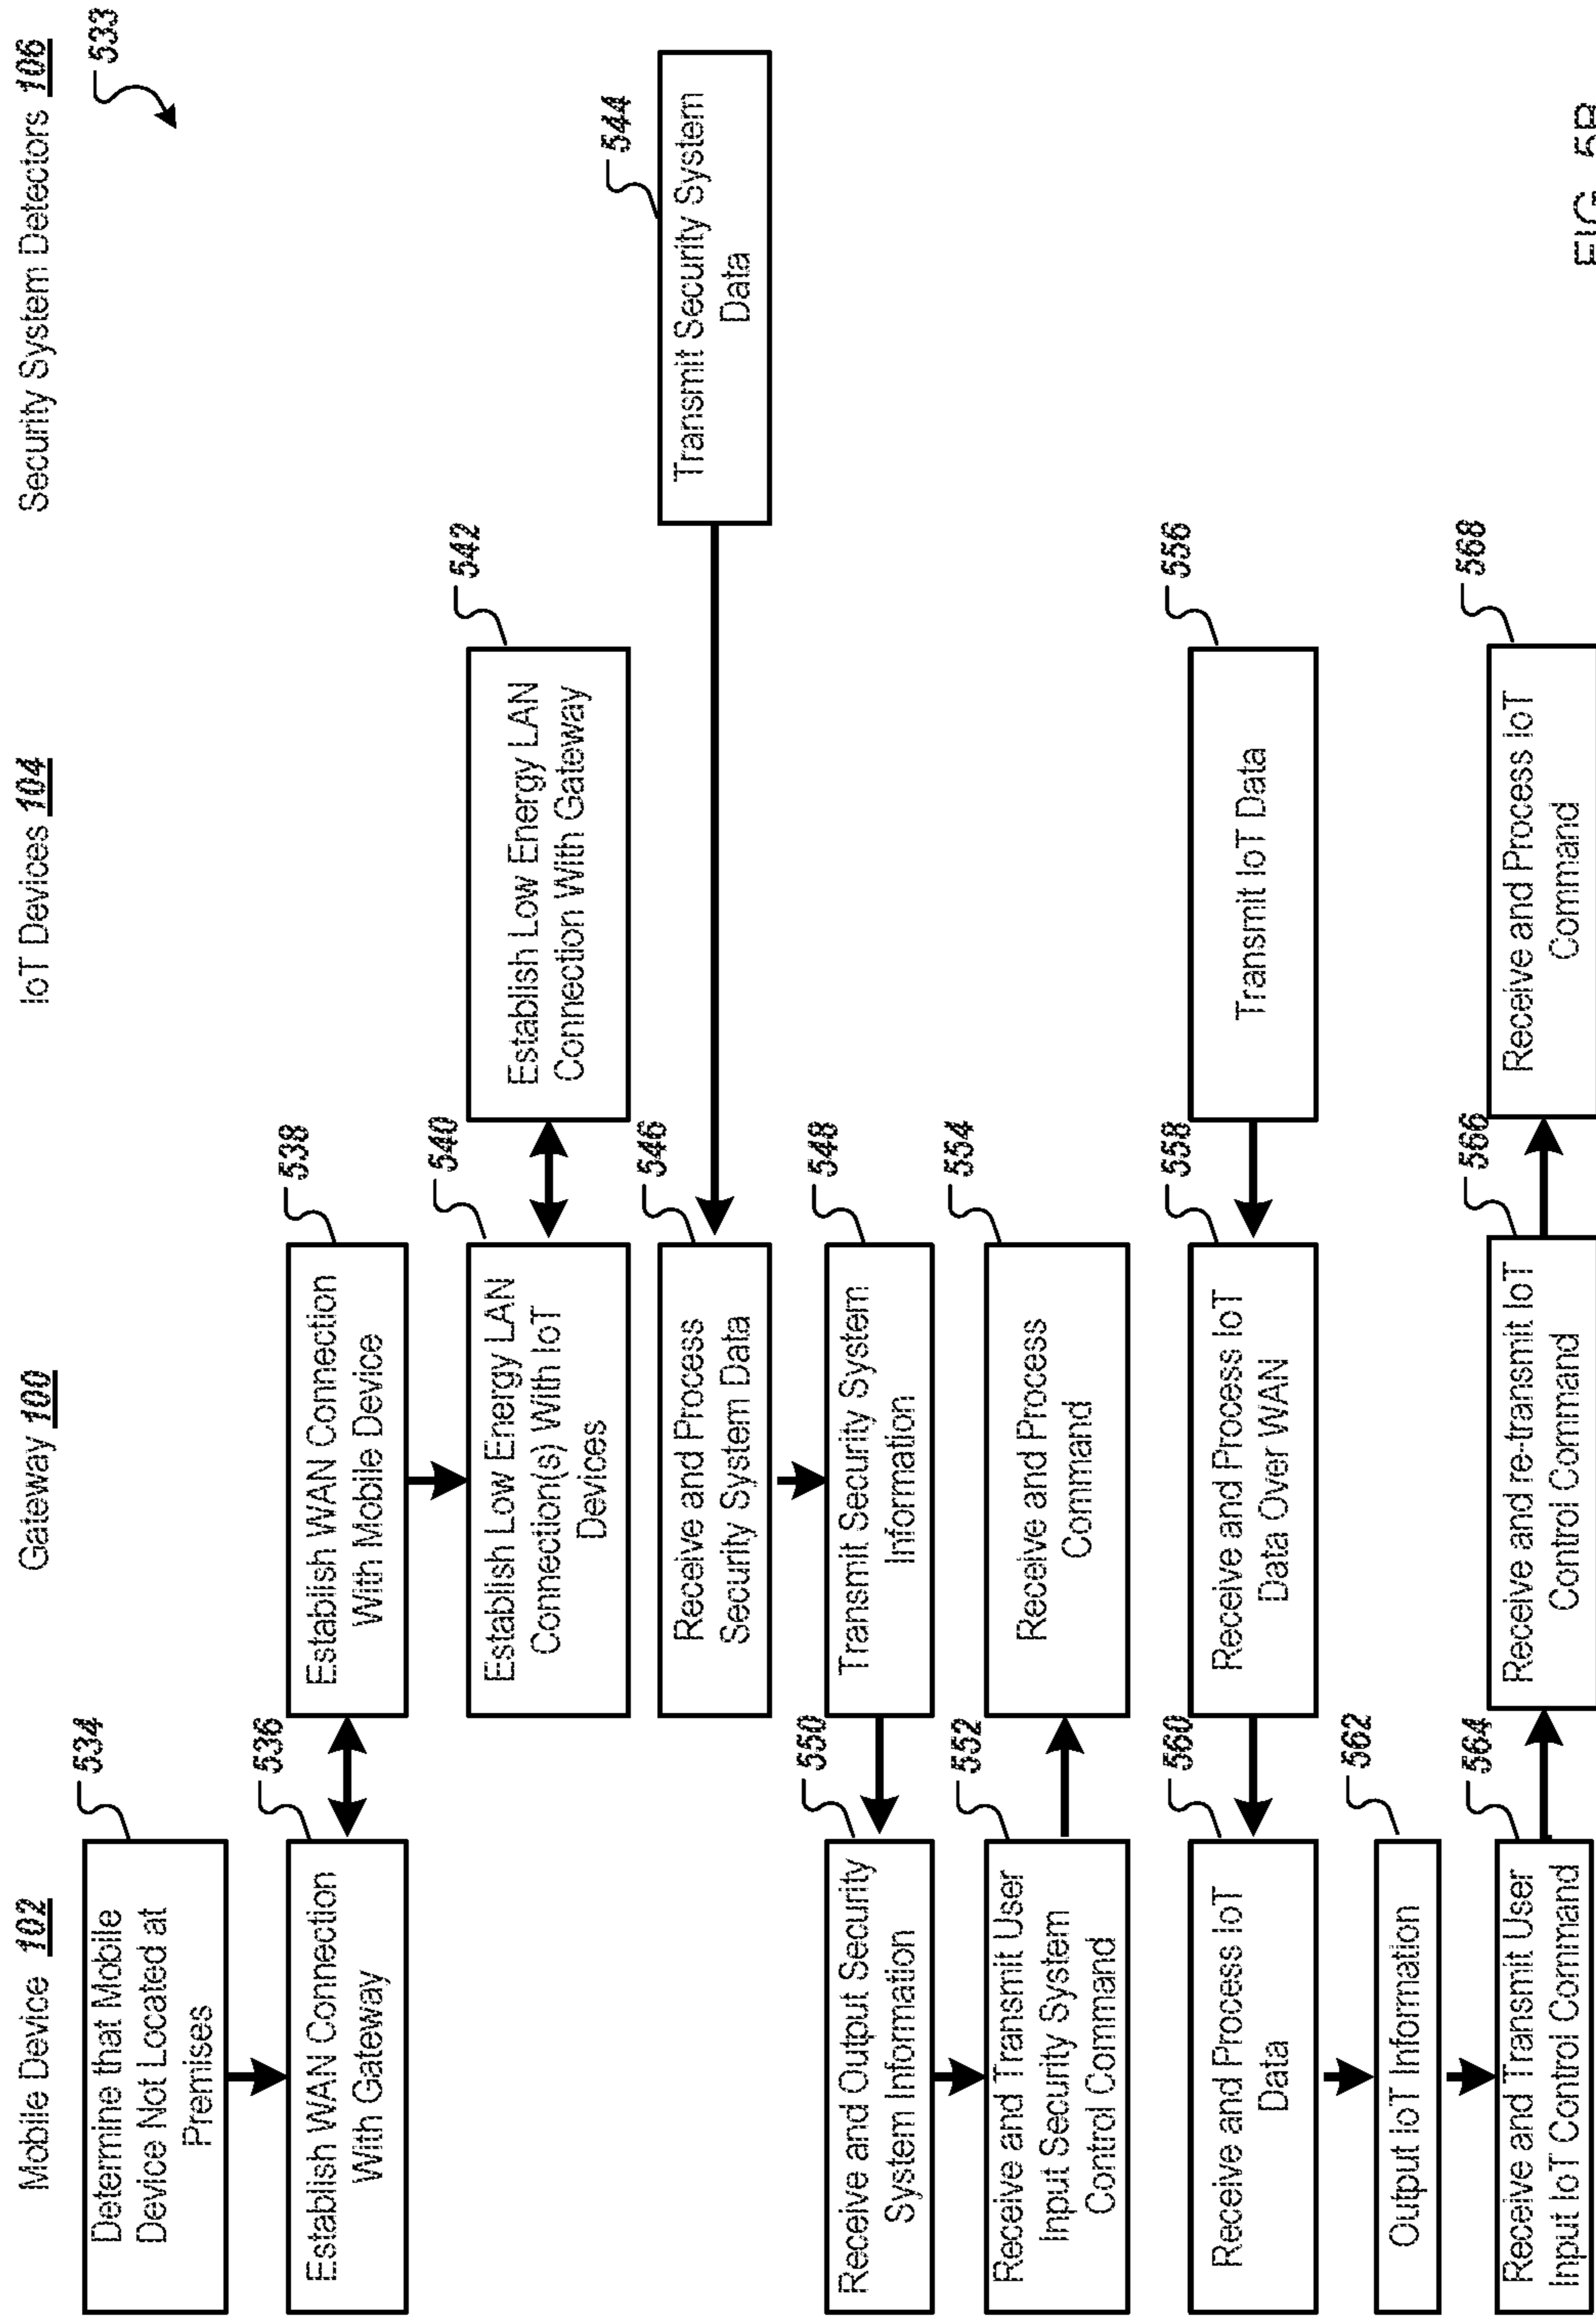 Mobile Device 102
Gateway 100
IoT Devices 104
Security System Detectors 106
533
534
Determine that Mobile
Device Not Located at
Premises
536
Establish WAN Connection
With Gateway
538
Establish WAN Connection
With Mobile Device
540
Establish Low Energy LAN
Connection(s) With IoT
Devices
542
Establish Low Energy LAN
Connection With Gateway
544
Transmit Security System
Data
546
Receive and Process
Security System Data
548
Transmit Security System
Information
550
Receive and Output Security
System Information
552
Receive and Transmit User
Input Security System
Control Command
554
Receive and Process
Command
556
Transmit IoT Data
558
Receive and Process IoT
Data Over WAN
560
Receive and Process IoT
Data
562
Output IoT Information
564
Receive and Transmit User
Input IoT Control Command
566
Receive and re-transmit IoT
Control Command
568
Receive and Process IoT
Command
FIG. 5B